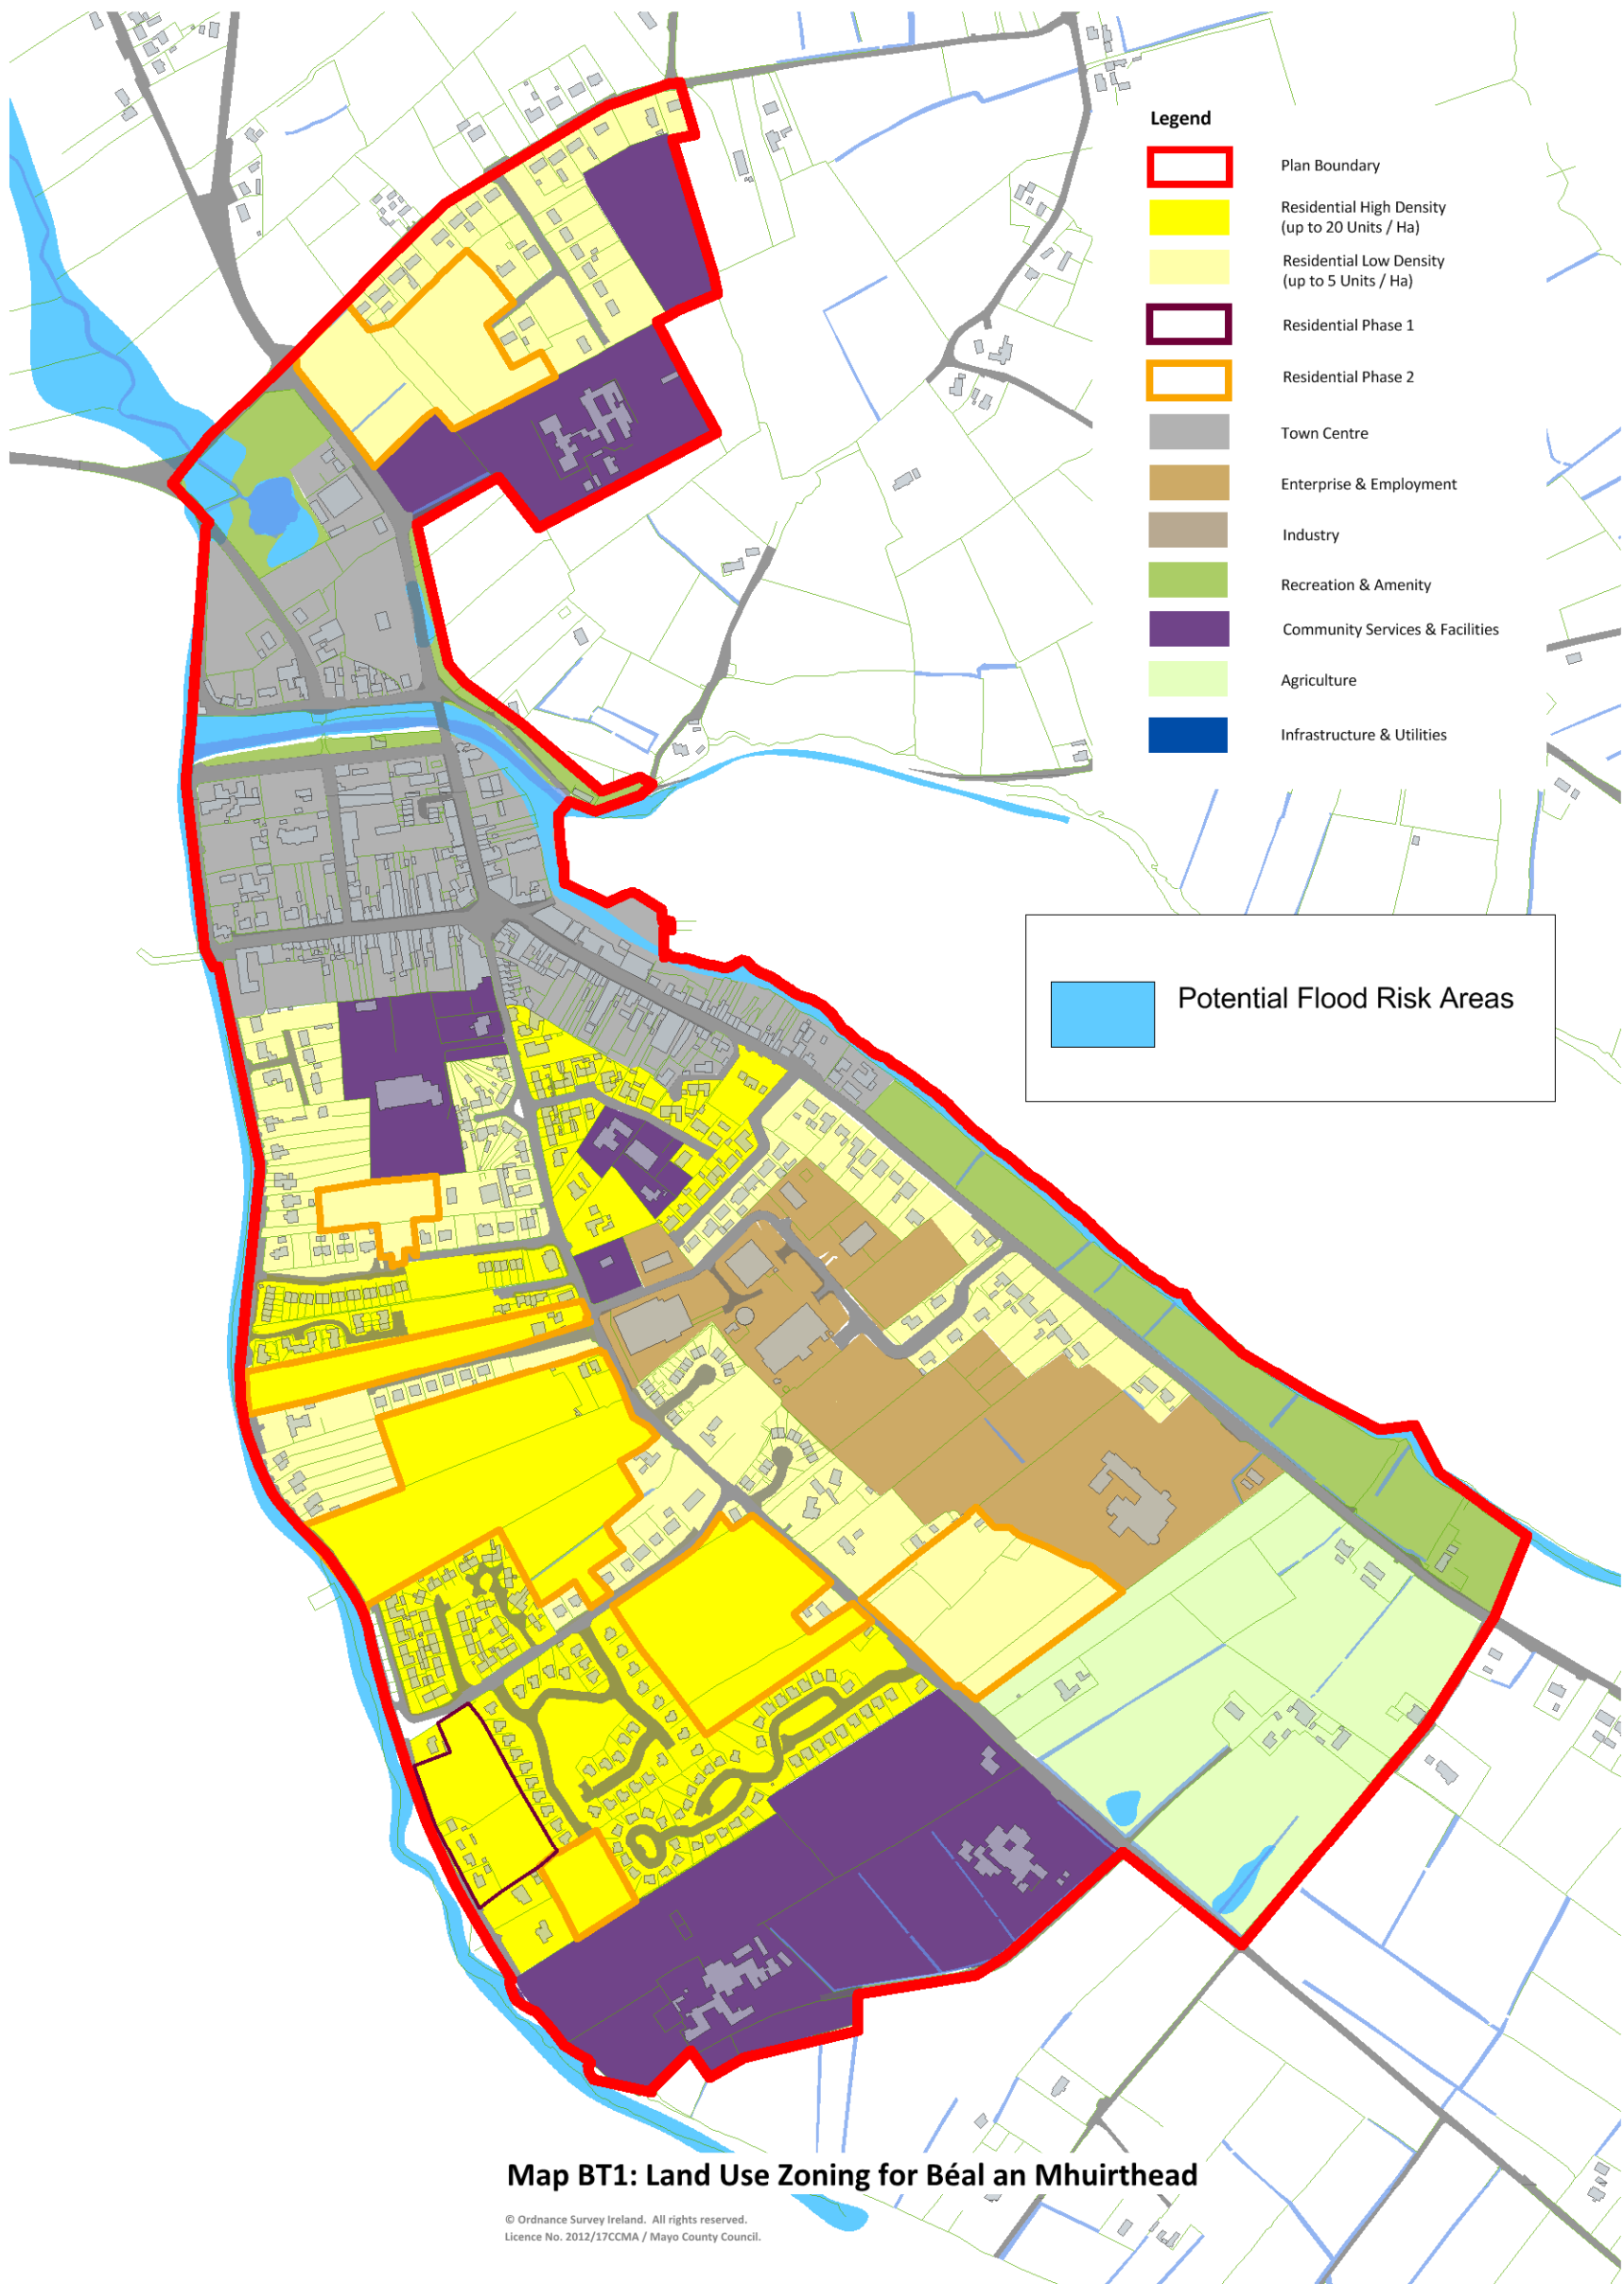 Legend
Plan Boundary
Residential High Density
(up to 20 Units / Ha)
Residential Low Density
(up to 5 Units / Ha)
Residential Phase 1
Residential Phase 2
Town Centre
Enterprise & Employment
Industry
Recreation & Amenity
Community Services & Facilities
Agriculture
Infrastructure & Utilities
Potential Flood Risk Areas
Map BT1: Land Use Zoning for Béal an Mhuirthead
© Ordnance Survey Ireland. All rights reserved.
Licence No. 2012/17CCMA / Mayo County Council.